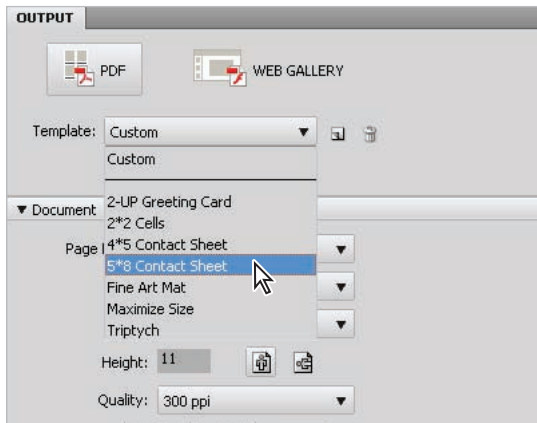 OUTPUT
PDF WEB GALLERY
Template: Custom
Custom
2-UP Greeting Card
▼ Document
2*2 Cells
4*5 Contact Sheet
Page
5*8 Contact Sheet
Fine Art Mat
Maximize Size
Triptych
Height: 11
Quality: 300 ppi